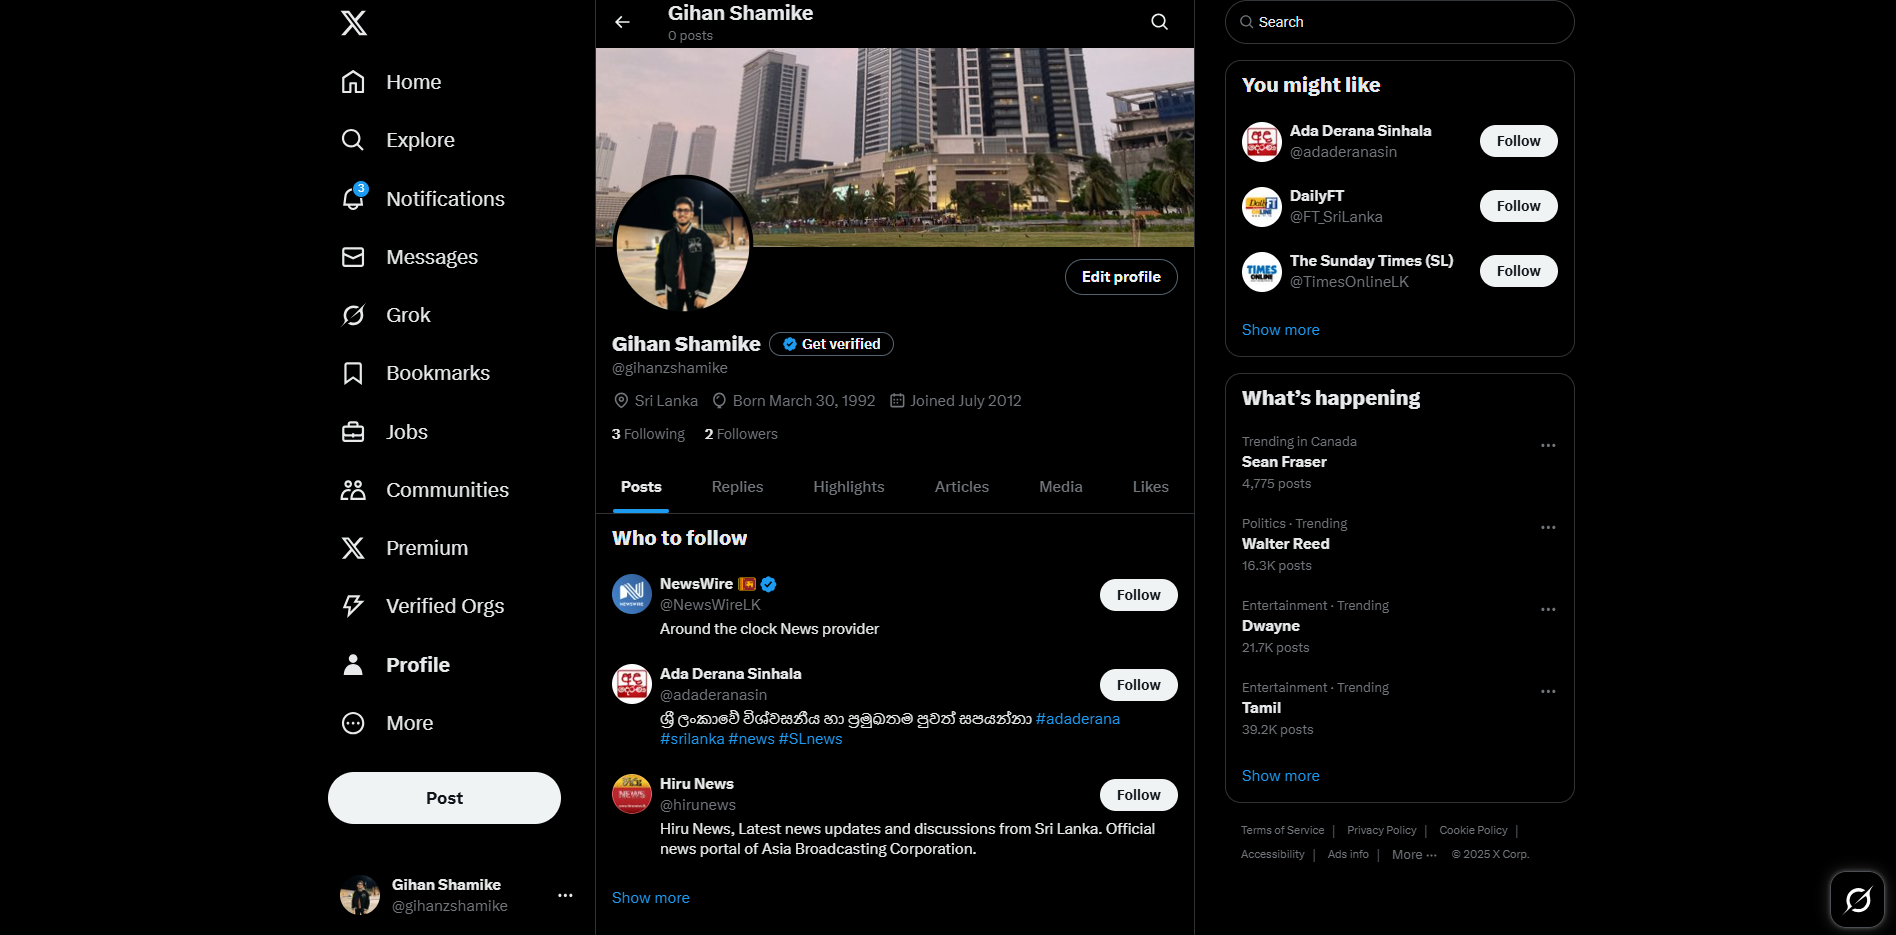 Home
Explore
3
Notifications
Messages
Grok
Bookmarks
Jobs
Communities
Premium
Verified Orgs
Profile
More
Post
Gihan Shamike
@gihanzshamike
Gihan Shamike
0 posts
Edit profile
Gihan Shamike Get verified
@gihanzshamike
Sri Lanka Born March 30, 1992 Joined July 2012
3 Following 2 Followers
Posts Replies Highlights Articles Media Likes
Who to follow
NewsWire
@NewsWireLK
Around the clock News provider
Follow
Ada Derana Sinhala
@adaderanasin
ශ්‍රී ලංකාවේ විශ්වසනීය හා ප්‍රමුඛතම පුවත් සපයන්නා #adaderana
#srilanka #news #SLnews
Follow
Hiru News
@hirunews
Hiru News, Latest news updates and discussions from Sri Lanka. Official
news portal of Asia Broadcasting Corporation.
Follow
Show more
Search
You might like
Ada Derana Sinhala
@adaderanasin
Follow
DailyFT
@FT_SriLanka
Follow
TIMES
ONLINE
The Sunday Times (SL)
@TimesOnlineLK
Follow
Show more
What’s happening
Trending in Canada
Sean Fraser
4,775 posts
Politics · Trending
Walter Reed
16.3K posts
Entertainment · Trending
Dwayne
21.7K posts
Entertainment · Trending
Tamil
39.2K posts
Show more
Terms of Service | Privacy Policy | Cookie Policy |
Accessibility | Ads info | More ··· © 2025 X Corp.